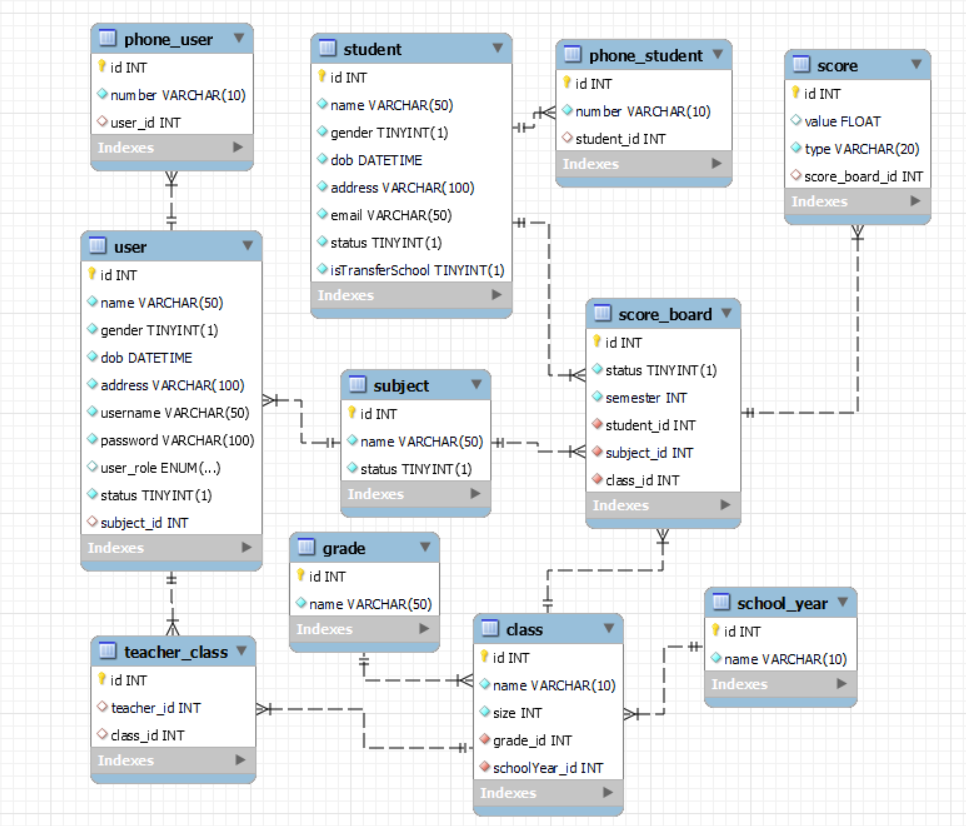 phone_user
id INT
number VARCHAR(10)
user_id INT
Indexes
student
id INT
name VARCHAR(50)
gender TINYINT(1)
dob DATETIME
address VARCHAR(100)
email VARCHAR(50)
status TINYINT(1)
isTransferSchool TINYINT(1)
Indexes
phone_student
id INT
number VARCHAR(10)
student_id INT
Indexes
score
id INT
value FLOAT
type VARCHAR(20)
score_board_id INT
Indexes
user
id INT
name VARCHAR(50)
gender TINYINT(1)
dob DATETIME
address VARCHAR(100)
username VARCHAR(50)
password VARCHAR(100)
user_role ENUM(...)
status TINYINT(1)
subject_id INT
Indexes
subject
id INT
name VARCHAR(50)
status TINYINT(1)
Indexes
score_board
id INT
status TINYINT(1)
semester INT
student_id INT
subject_id INT
class_id INT
Indexes
grade
id INT
name VARCHAR(50)
Indexes
teacher_class
id INT
teacher_id INT
class_id INT
Indexes
class
id INT
name VARCHAR(10)
size INT
grade_id INT
schoolYear_id INT
Indexes
school_year
id INT
name VARCHAR(10)
Indexes